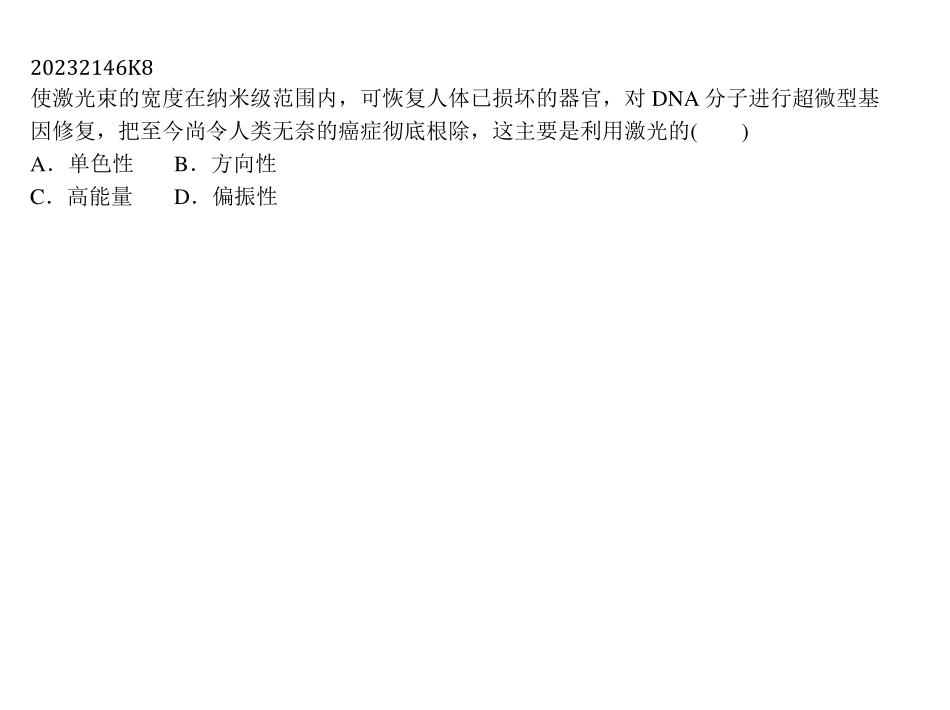 20232146K8
使激光束的宽度在纳米级范围内，可恢复人体已损坏的器官，对 DNA 分子进行超微型基
因修复，把至今尚令人类无奈的癌症彻底根除，这主要是利用激光的(　　)
A．单色性　　B．方向性
C．高能量　　D．偏振性